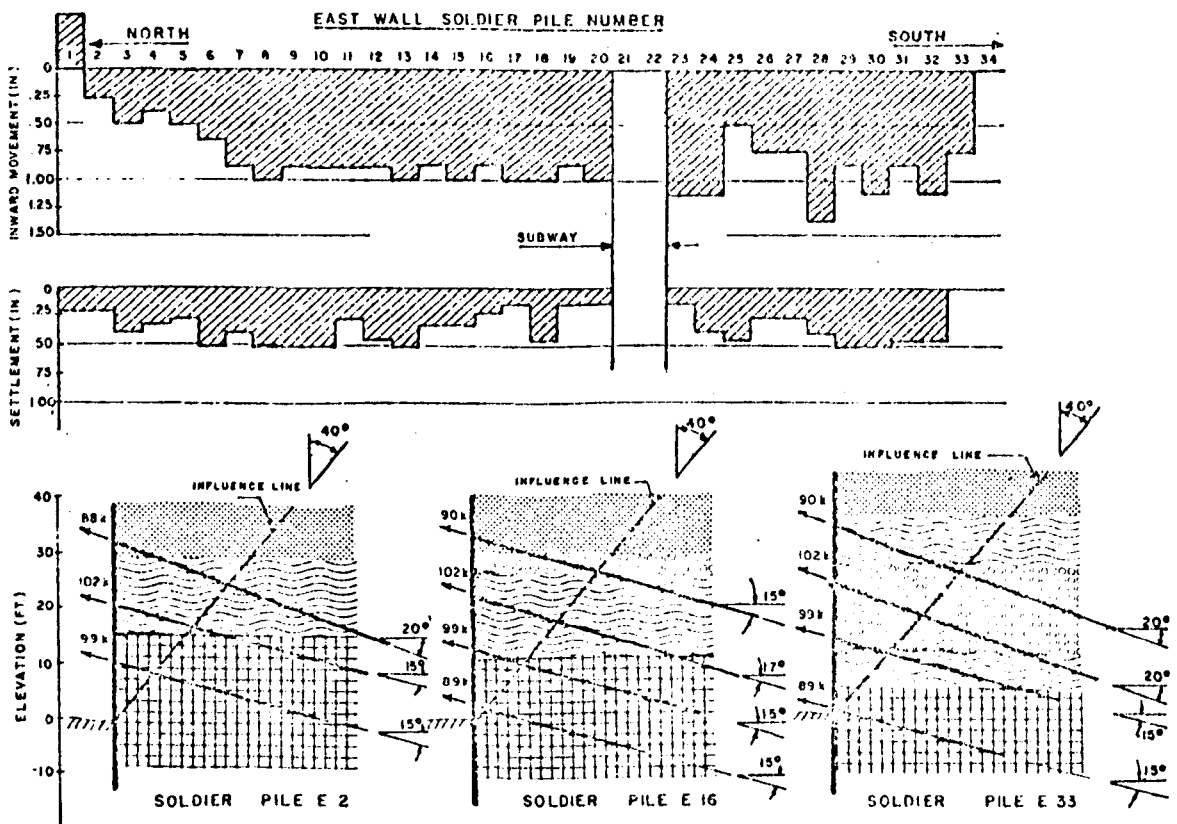 EAST WALL SOLDIER PILE NUMBER
NORTH
SOUTH
1 2 3 4 5 6 7 8 9 10 11 12 13 14 15 16 17 18 19 20 21 22 23 24 25 26 27 28 29 30 31 32 33 34
INWARD MOVEMENT (IN)
0
.25
.50
.75
1.00
1.25
1.50
SUBWAY
SETTLEMENT (IN.)
0
.25
.50
.75
1.00
40°
40°
40°
INFLUENCE LINE
INFLUENCE LINE
INFLUENCE LINE
ELEVATION (FT.)
40
30
20
10
0
-10
88k
102k
99k
20°
15°
15°
90k
102k
99k
89k
15°
17°
15°
15°
90k
102k
99k
89k
20°
20°
15°
15°
SOLDIER PILE E 2
SOLDIER PILE E 16
SOLDIER PILE E 33